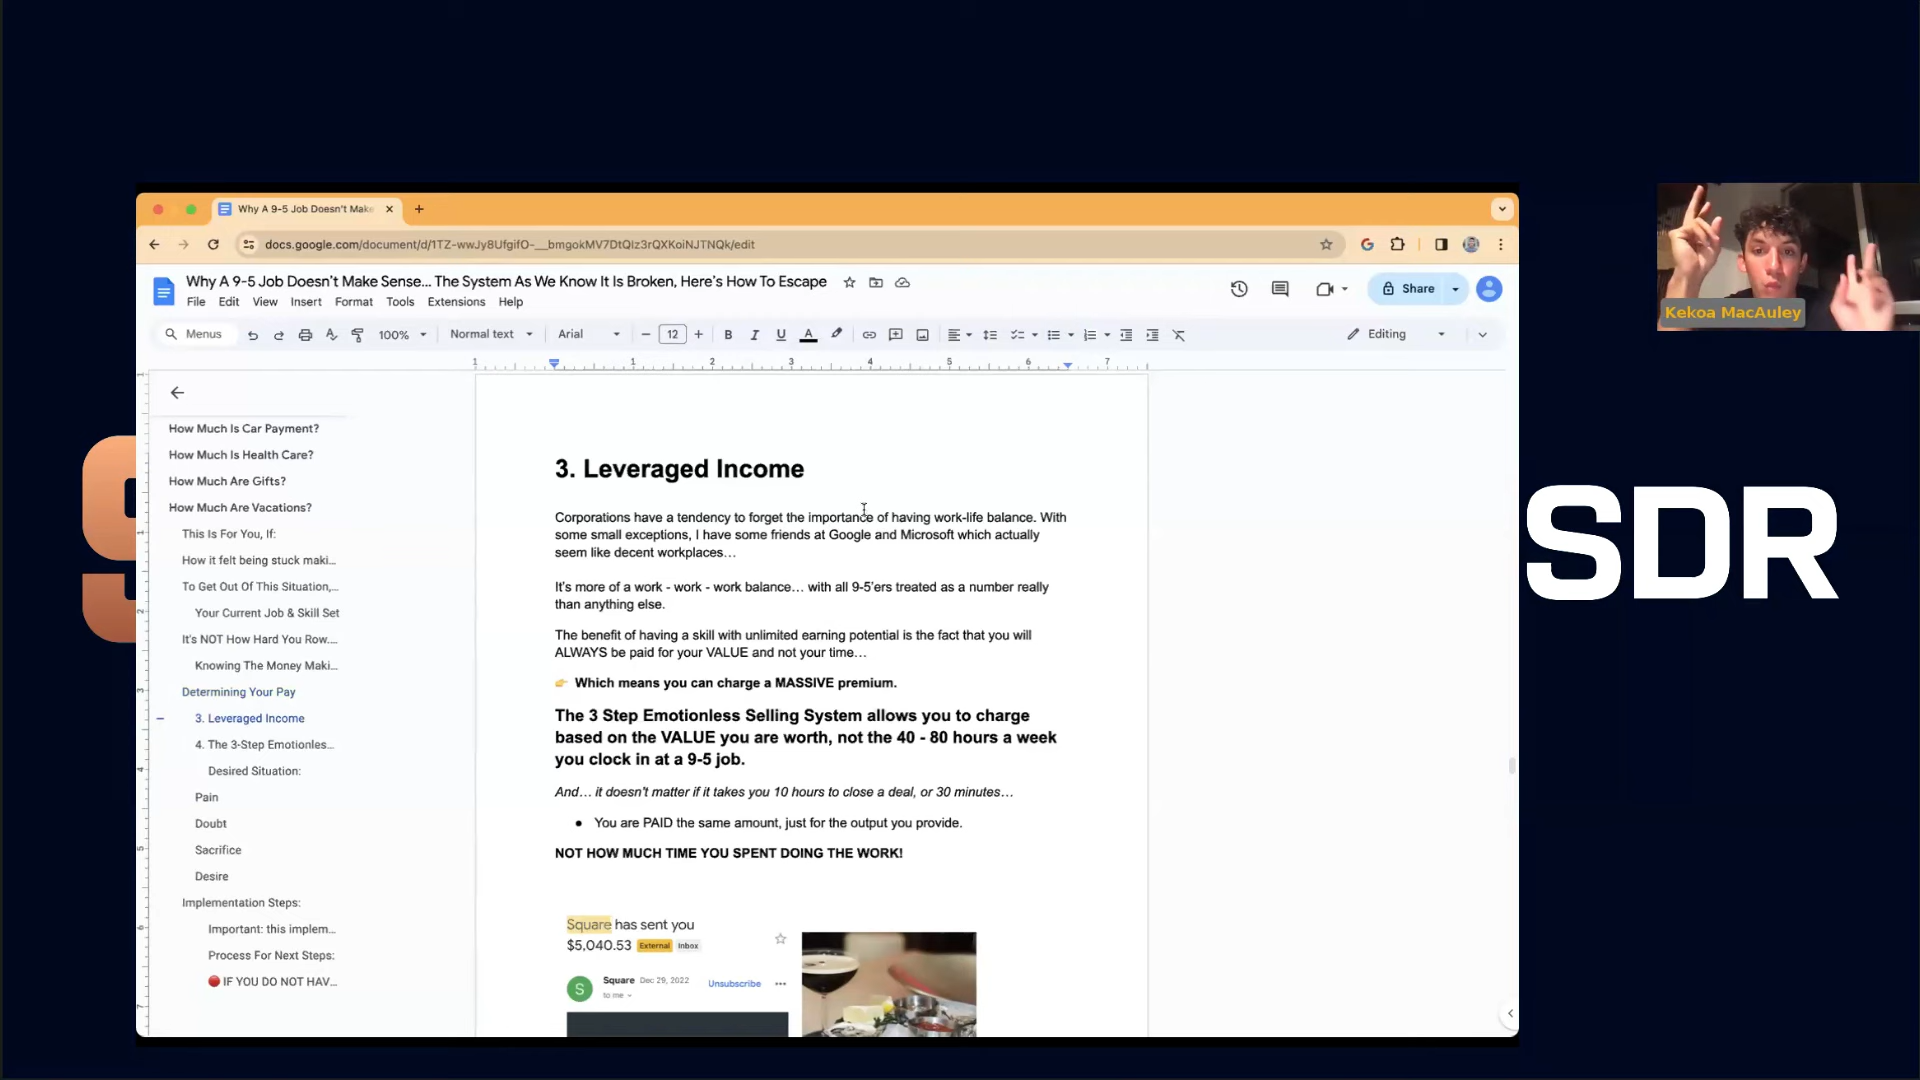 Why A 9-5 Job Doesn't Make
docs.google.com/document/d/1TZ-wwJy8UfgifO-__bmgokMV7DtQIz3rQXKoiNJTNQk/edit
Why A 9-5 Job Doesn't Make Sense... The System As We Know It Is Broken, Here's How To Escape
File Edit View Insert Format Tools Extensions Help
Share
Menus 100% Normal text Arial 12 Editing
1 1 2 3 4 5 6 7
How Much Is Car Payment?
How Much Is Health Care?
How Much Are Gifts?
How Much Are Vacations?
This Is For You, If:
How it felt being stuck maki...
To Get Out Of This Situation,...
Your Current Job & Skill Set
It's NOT How Hard You Row....
Knowing The Money Maki...
Determining Your Pay
3. Leveraged Income
4. The 3-Step Emotionles...
Desired Situation:
Pain
Doubt
Sacrifice
Desire
Implementation Steps:
Important: this implem...
Process For Next Steps:
IF YOU DO NOT HAV...
3. Leveraged Income
Corporations have a tendency to forget the importance of having work-life balance. With
some small exceptions, I have some friends at Google and Microsoft which actually
seem like decent workplaces…
It's more of a work - work - work balance… with all 9-5'ers treated as a number really
than anything else.
The benefit of having a skill with unlimited earning potential is the fact that you will
ALWAYS be paid for your VALUE and not your time…
👉 Which means you can charge a MASSIVE premium.
The 3 Step Emotionless Selling System allows you to charge
based on the VALUE you are worth, not the 40 - 80 hours a week
you clock in at a 9-5 job.
And… it doesn't matter if it takes you 10 hours to close a deal, or 30 minutes…
● You are PAID the same amount, just for the output you provide.
NOT HOW MUCH TIME YOU SPENT DOING THE WORK!
Square has sent you
$5,040.53 External Inbox
S Square Dec 29, 2022 Unsubscribe
to me
Kekoa MacAuley
SDR